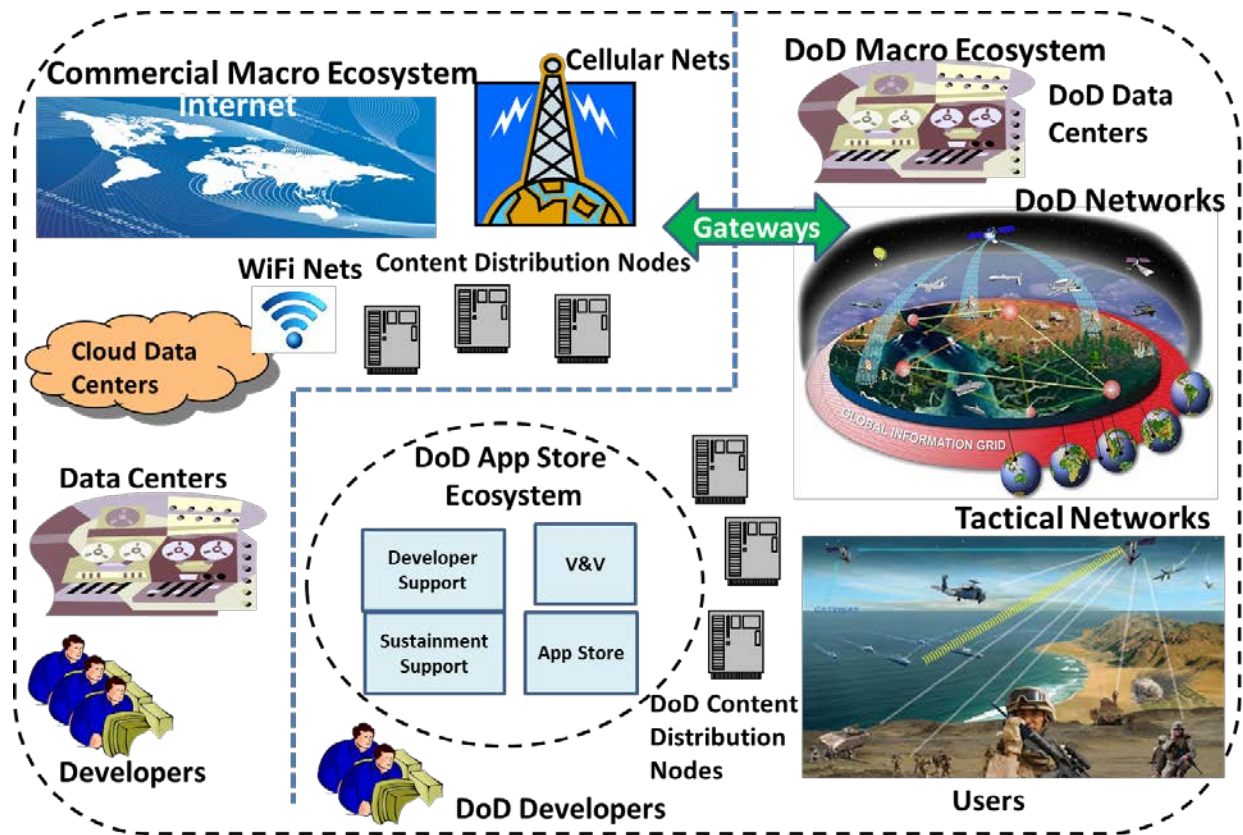 Commercial Macro Ecosystem
Internet
Cellular Nets
DoD Macro Ecosystem
DoD Data
Centers
DoD Networks
Gateways
WiFi Nets
Content Distribution Nodes
Cloud Data
Centers
GLOBAL INFORMATION GRID
Data Centers
DoD App Store
Ecosystem
Developer
Support
V&V
Sustainment
Support
App Store
Tactical Networks
GATEWAY
DoD Content
Distribution
Nodes
Developers
DoD Developers
Users